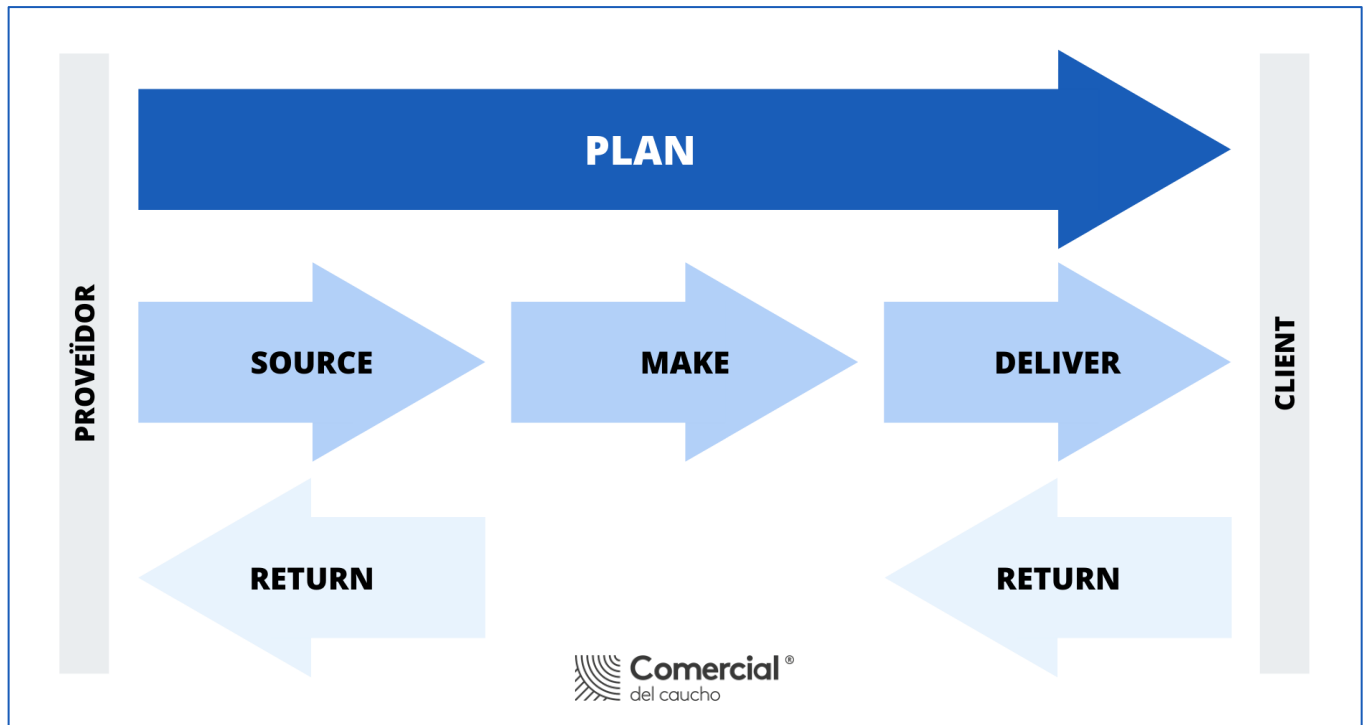 PLAN
PROVEÏDOR
SOURCE
MAKE
DELIVER
CLIENT
RETURN
RETURN
Comercial ®
del caucho